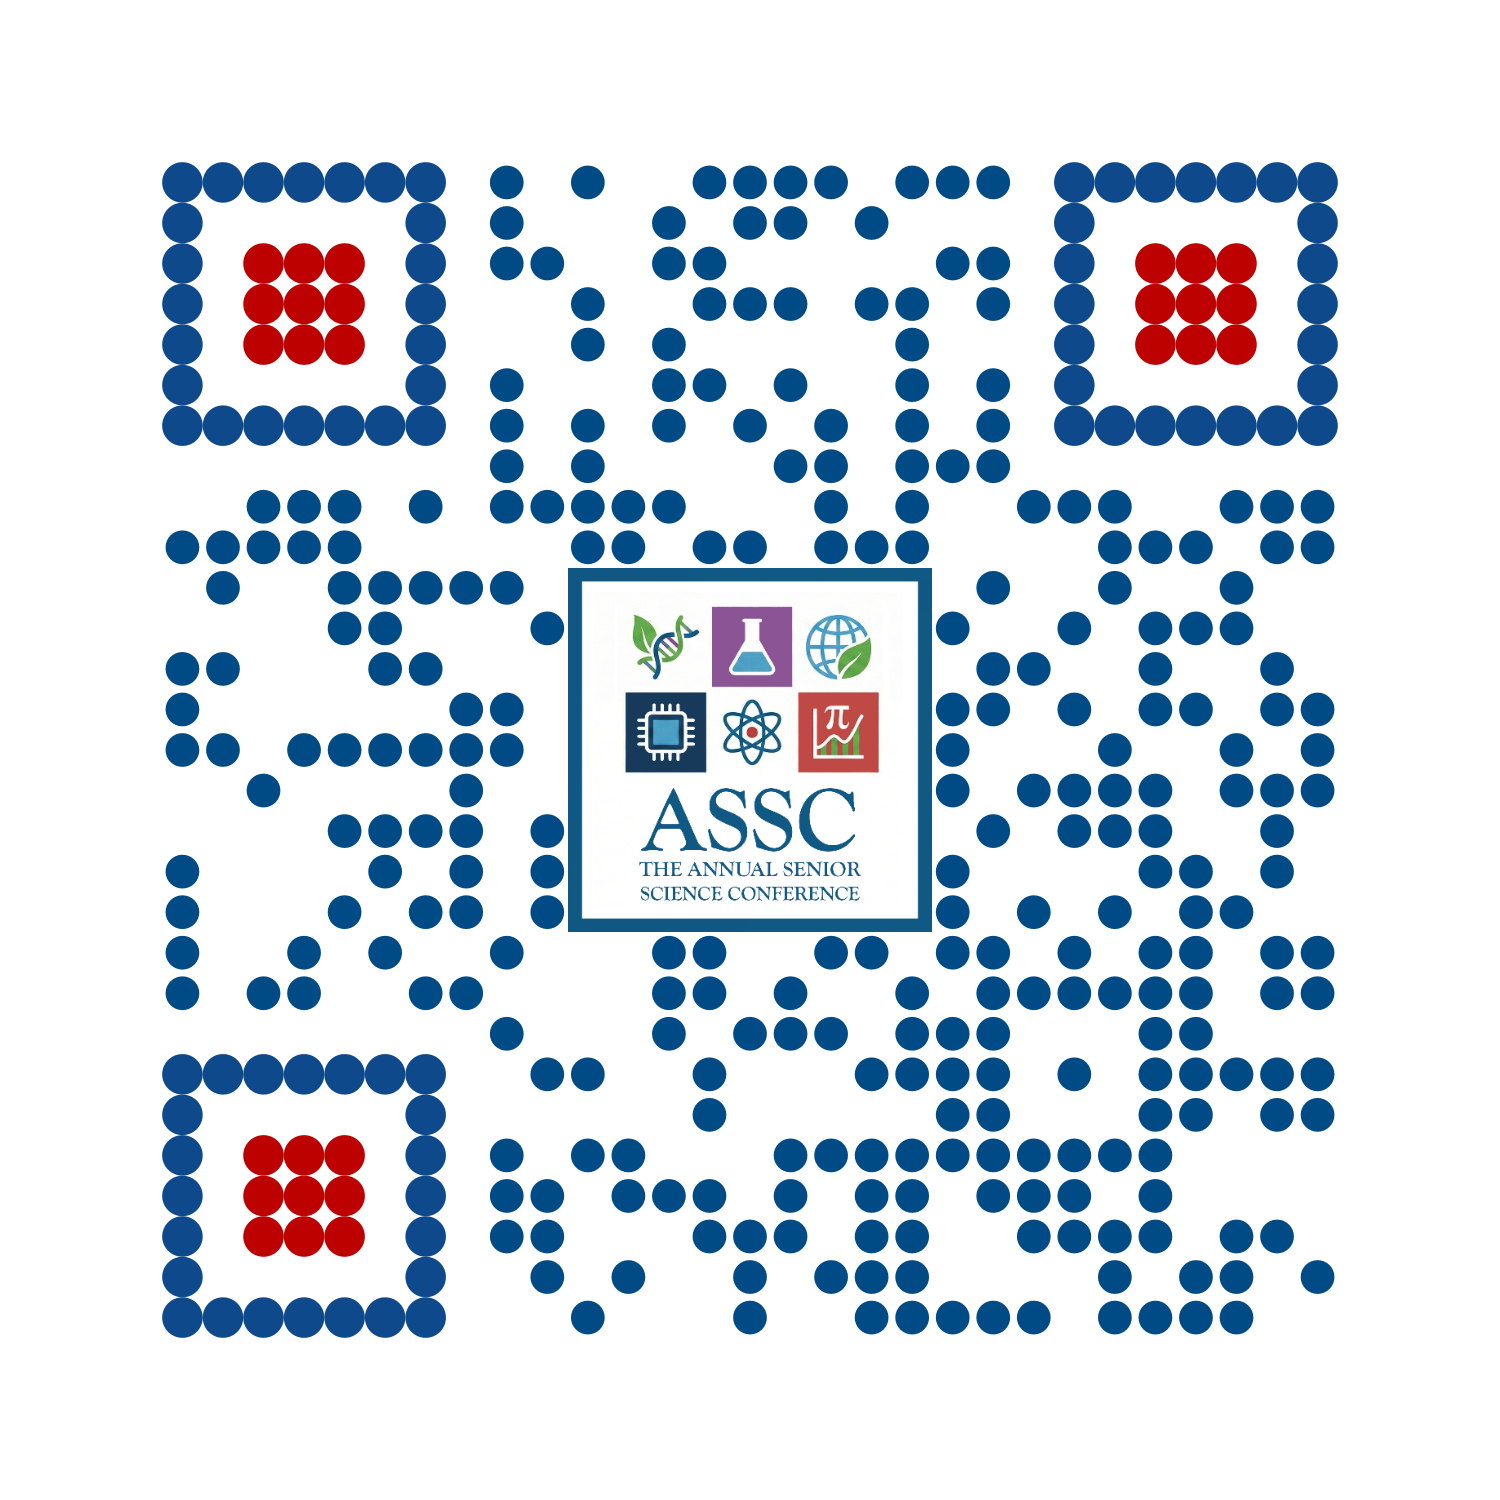 π
ASSC
THE ANNUAL SENIOR
SCIENCE CONFERENCE